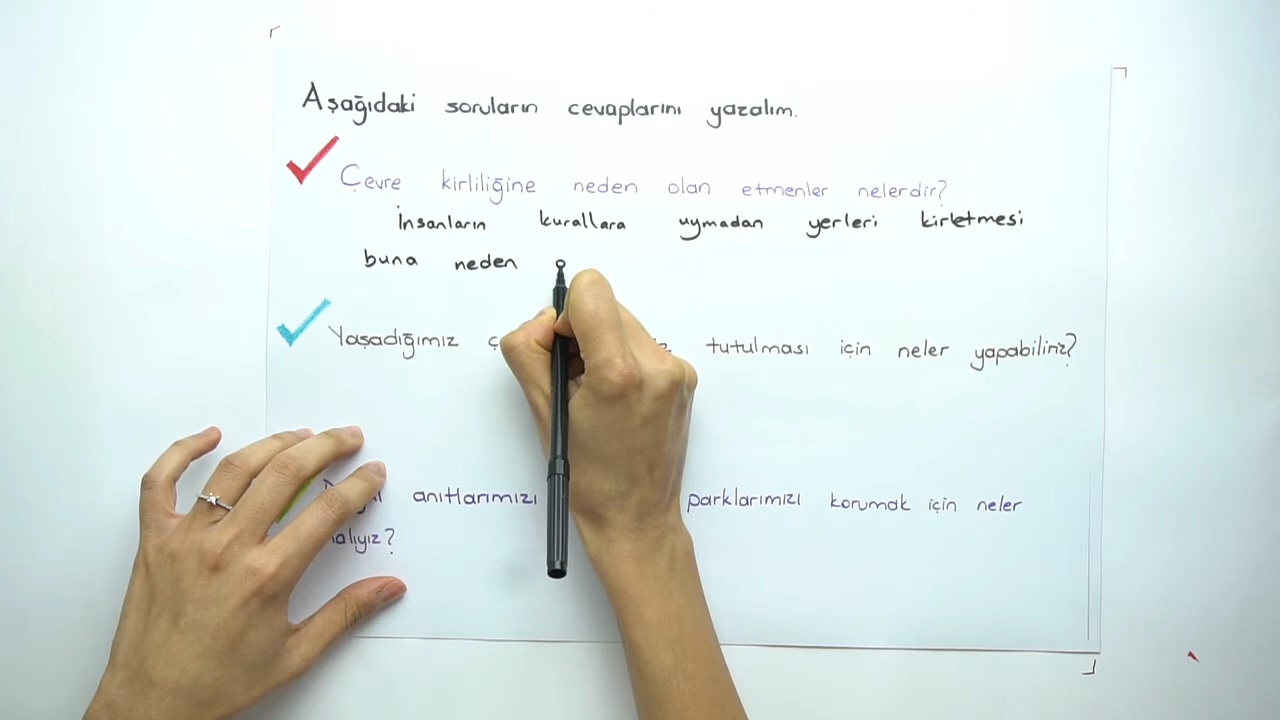 Aşağıdaki soruların cevaplarını yazalım.
Çevre kirliliğine neden olan etmenler nelerdir?
İnsanların kurallara uymadan yerleri kirletmesi
buna neden o
Yaşadığımız tutulması için neler yapabiliriz?
anıtlarımızı parklarımızı korumak için neler